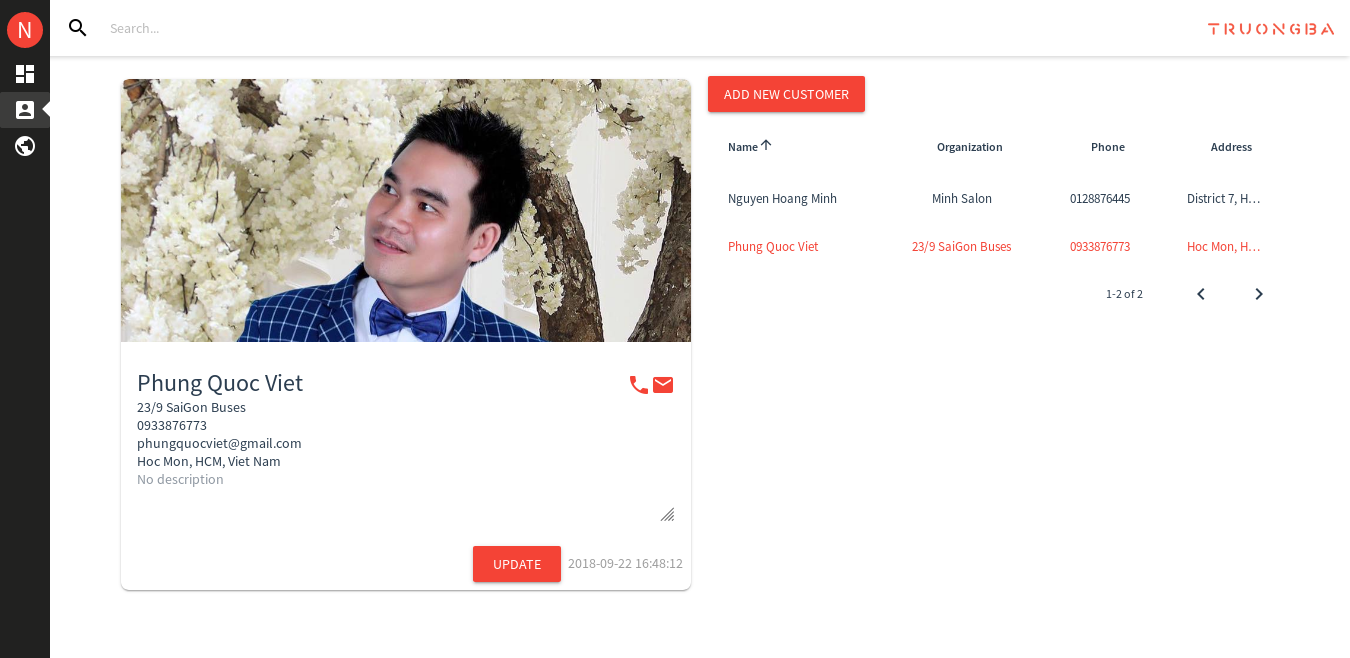 N
Search...
TRUONGBA
Phung Quoc Viet
23/9 SaiGon Buses
0933876773
phungquocviet@gmail.com
Hoc Mon, HCM, Viet Nam
No description
UPDATE 2018-09-22 16:48:12
ADD NEW CUSTOMER
Name Organization Phone Address
Nguyen Hoang Minh Minh Salon 0128876445 District 7, H...
Phung Quoc Viet 23/9 SaiGon Buses 0933876773 Hoc Mon, H...
1-2 of 2